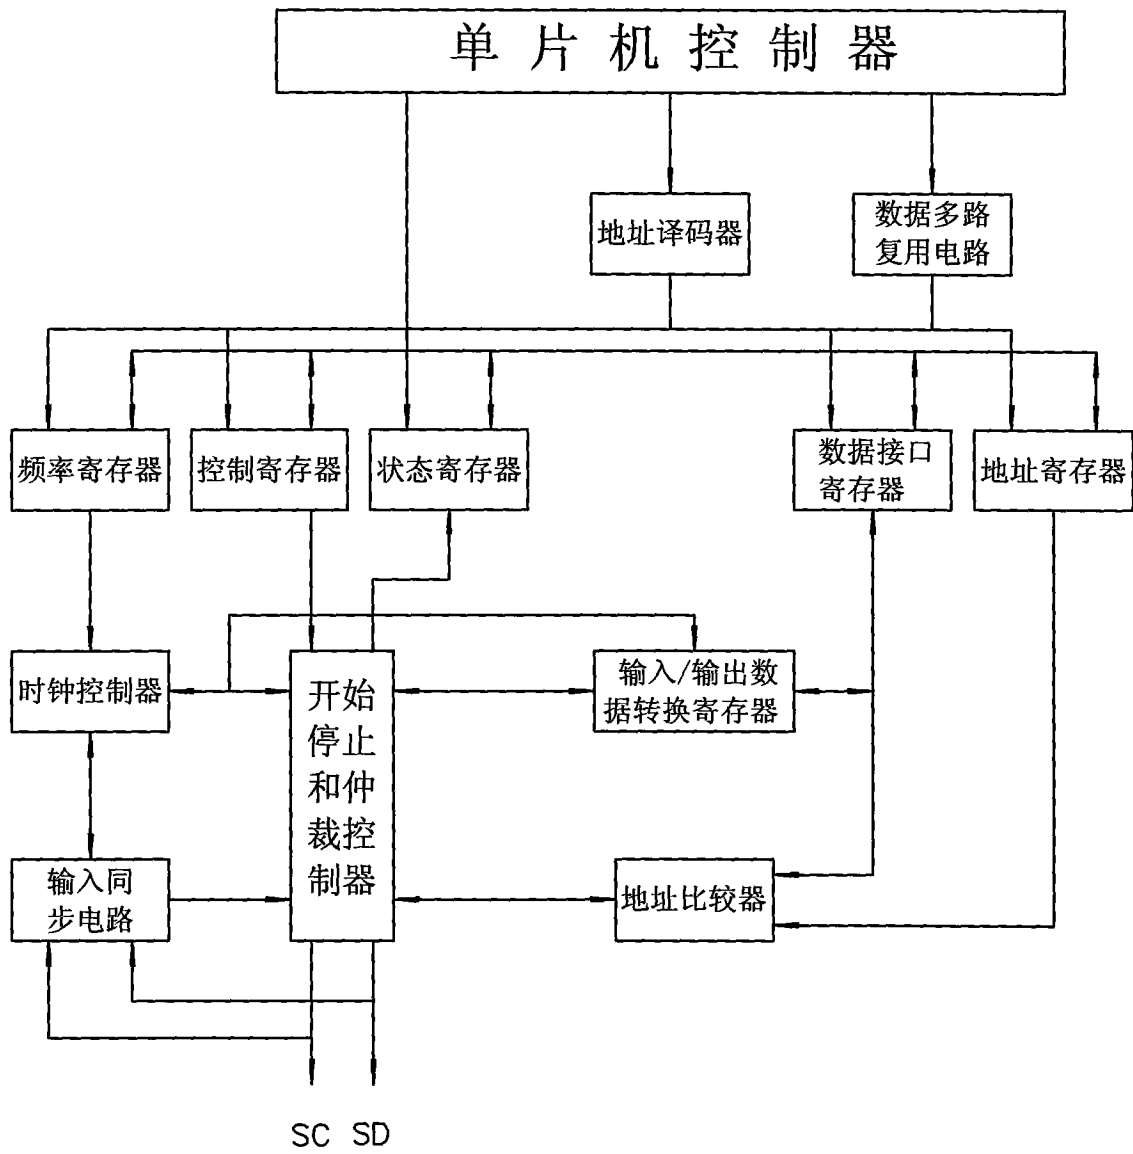 单片机控制器
地址译码器
数据多路
复用电路
频率寄存器
控制寄存器
状态寄存器
数据接口
寄存器
地址寄存器
时钟控制器
开始
停止
和仲
裁控
制器
输入/输出数
据转换寄存器
输入同
步电路
地址比较器
SC SD